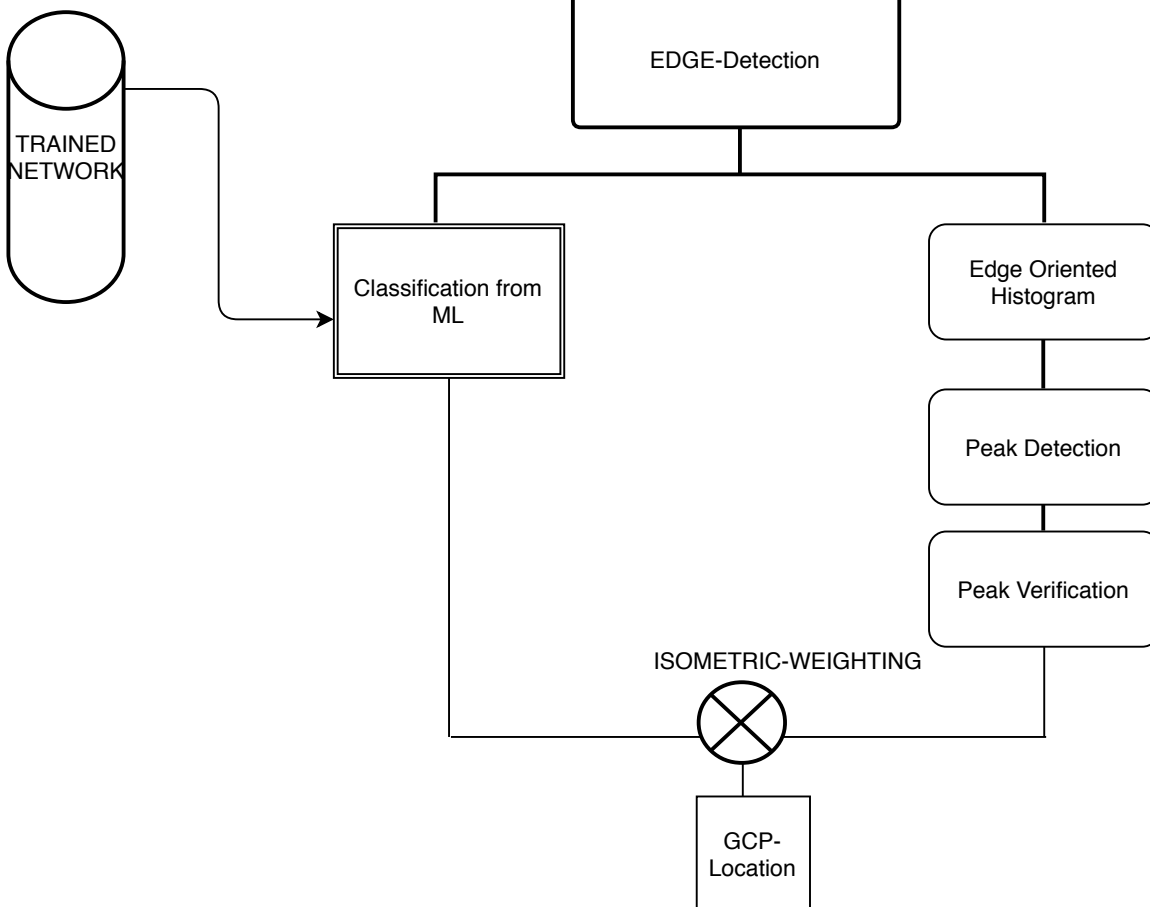 EDGE-Detection
TRAINED
NETWORK
Classification from
ML
Edge Oriented
Histogram
Peak Detection
Peak Verification
ISOMETRIC-WEIGHTING
GCP-
Location